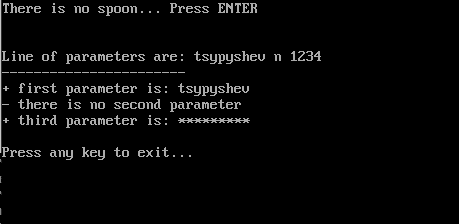 There is no spoon... Press ENTER
Line of parameters are: tsypyshev n 1234
-----------------------
+ first parameter is: tsypyshev
- there is no second parameter
+ third parameter is: *********
Press any key to exit...